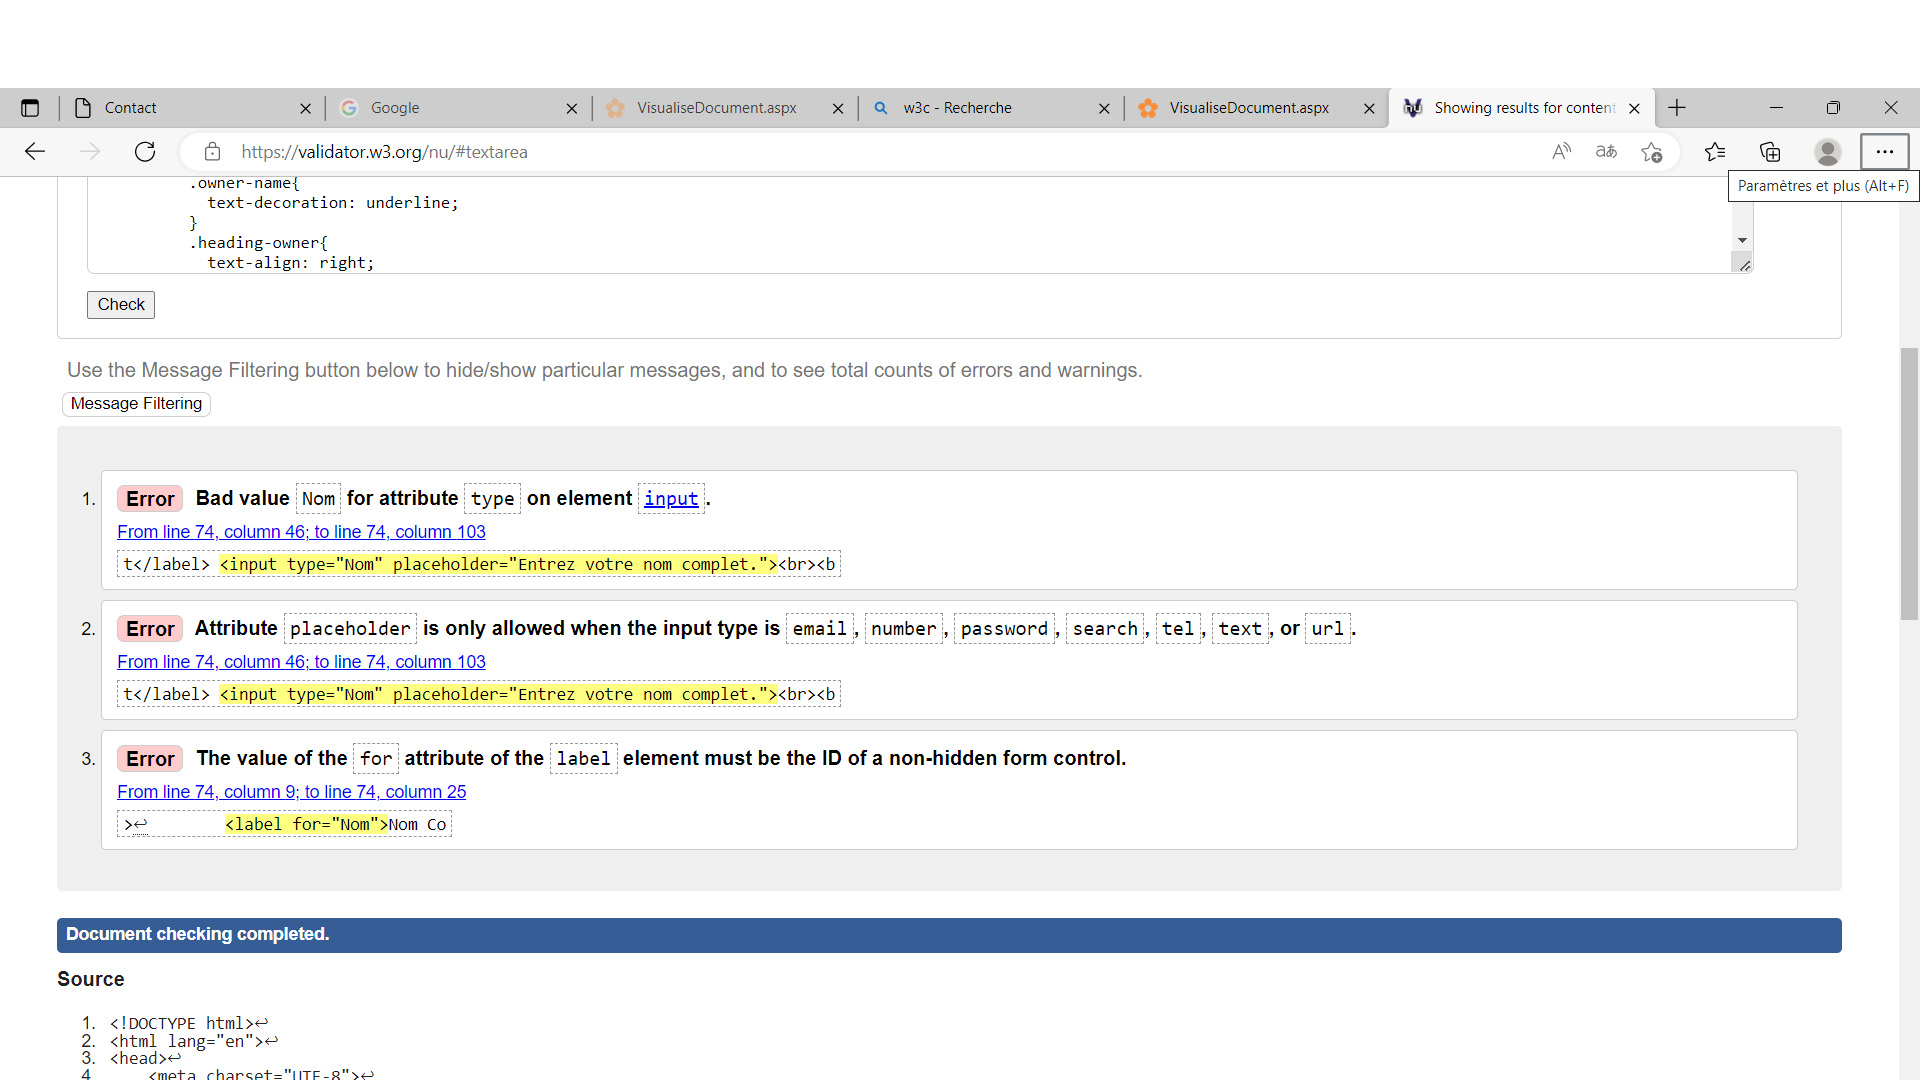 Contact
Google
VisualiseDocument.aspx
w3c - Recherche
VisualiseDocument.aspx
Showing results for content
https://validator.w3.org/nu/#textarea
Paramètres et plus (Alt+F)
.owner-name{
text-decoration: underline;
}
.heading-owner{
text-align: right;
Check
Use the Message Filtering button below to hide/show particular messages, and to see total counts of errors and warnings.
Message Filtering
1. Error Bad value Nom for attribute type on element input.
From line 74, column 46; to line 74, column 103
t</label> <input type="Nom" placeholder="Entrez votre nom complet."><br><b
2. Error Attribute placeholder is only allowed when the input type is email, number, password, search, tel, text, or url.
From line 74, column 46; to line 74, column 103
t</label> <input type="Nom" placeholder="Entrez votre nom complet."><br><b
3. Error The value of the for attribute of the label element must be the ID of a non-hidden form control.
From line 74, column 9; to line 74, column 25
>↩ <label for="Nom">Nom Co
Document checking completed.
Source
1. <!DOCTYPE html>↩
2. <html lang="en">↩
3. <head>↩
4. <meta charset="UTF-8">↩